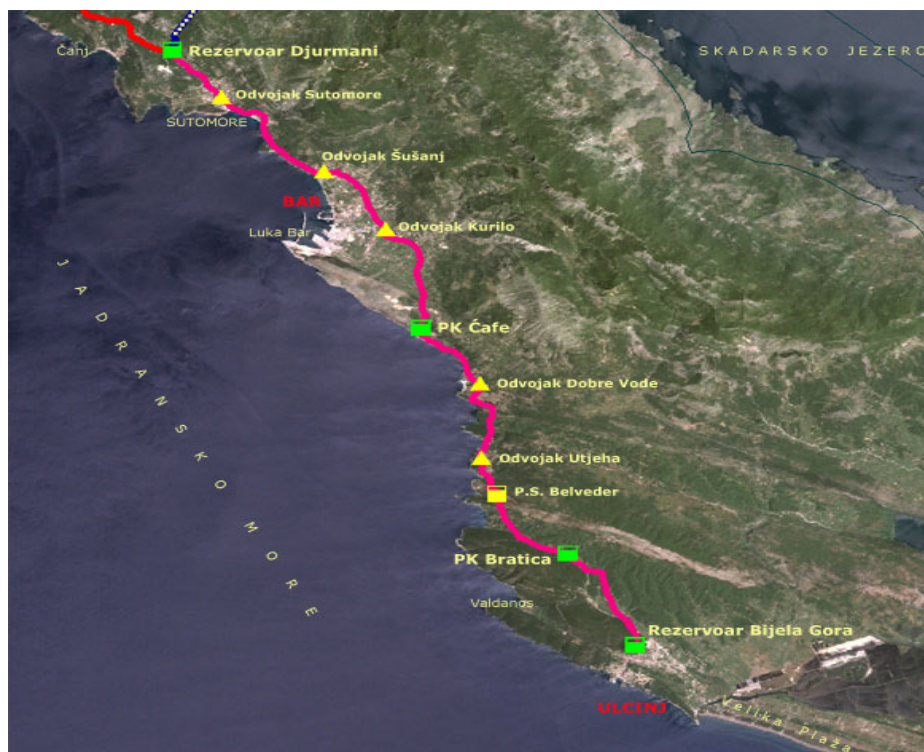 Čanj
Rezervoar Djurmani
SKADARSKO JEZERO
Odvojak Sutomore
SUTOMORE
Odvojak Šušanj
BAR
Luka Bar
Odvojak Kurilo
JADRANSKO MORE
PK Ćafe
Odvojak Dobre Vode
Odvojak Utjeha
P.S. Belveder
PK Bratica
Valdanos
Rezervoar Bijela Gora
ULCINJ
Velika Plaža